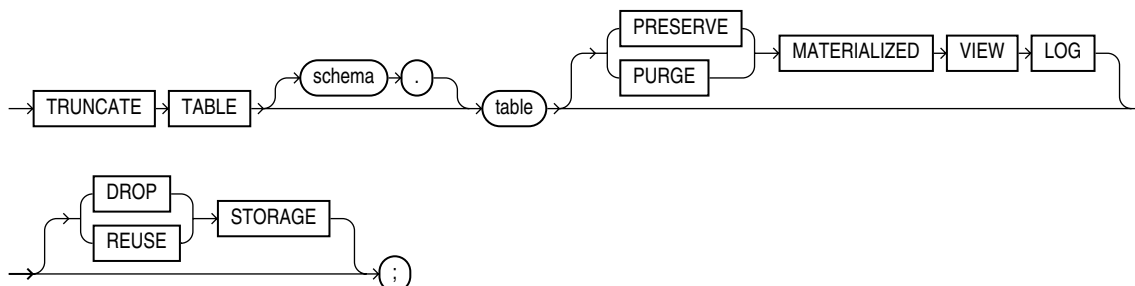 PRESERVE
schema . PURGE MATERIALIZED VIEW LOG
TRUNCATE TABLE table
DROP
REUSE STORAGE
;